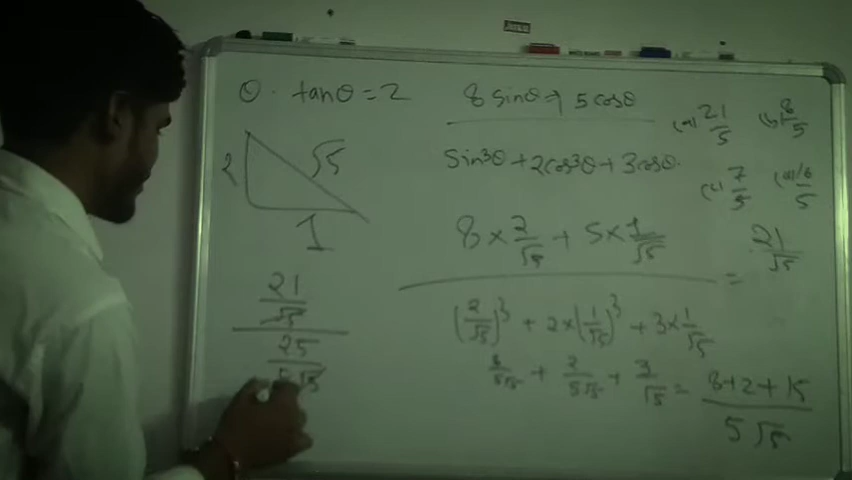 θ. tanθ = 2
8 sinθ + 5 cosθ
sin³θ + 2cos³θ + 3cosθ.
(a) 21/5 (b) 8/5
(c) 7/5 (d) 6/5
2 √5
1
8 × 2/√5 + 5 × 1/√5 = 21/√5
(2/√5)³ + 2×(1/√5)³ + 3×1/√5
8/5√5 + 2/5√5 + 3/√5 = 8+2+15/5√5
21/√5
25/5√5